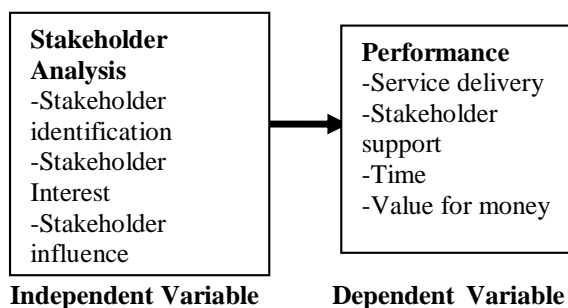 Stakeholder
Analysis
-Stakeholder
identification
-Stakeholder
Interest
-Stakeholder
influence
Performance
-Service delivery
-Stakeholder
support
-Time
-Value for money
Independent Variable
Dependent Variable